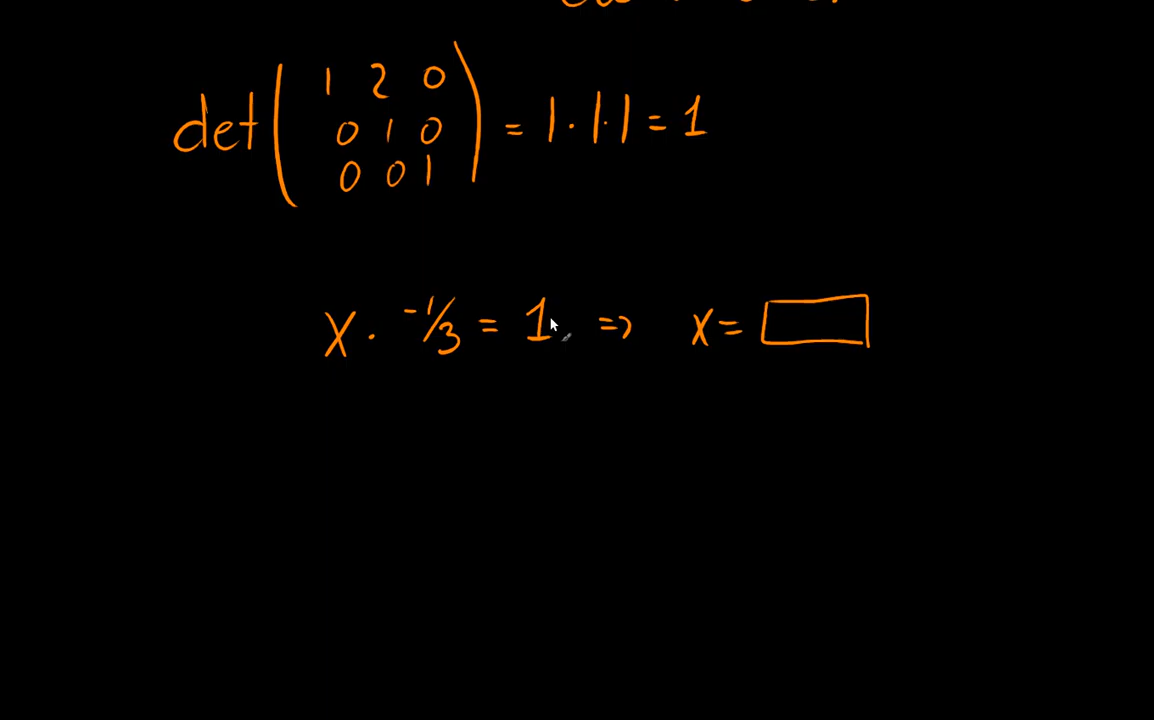 det( 1 2 0 ) = 1 · 1 · 1 = 1
0 1 0
0 0 1
X · -1/3 = 1 => x =